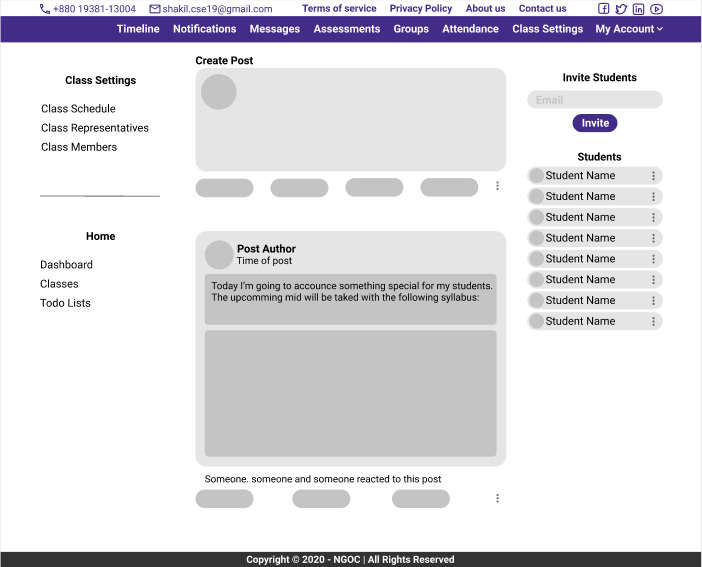 +880 19381-13004 shakil.cse19@gmail.com Terms of service Privacy Policy About us Contact us
Timeline Notifications Messages Assessments Groups Attendance Class Settings My Account
Class Settings
Class Schedule
Class Representatives
Class Members
Home
Dashboard
Classes
Todo Lists
Create Post
Post Author
Time of post
Today I'm going to accounce something special for my students.
The upcomming mid will be taked with the following syllabus:
Someone. someone and someone reacted to this post
Invite Students
Email
Invite
Students
Student Name
Student Name
Student Name
Student Name
Student Name
Student Name
Student Name
Student Name
Copyright © 2020 - NGOC | All Rights Reserved